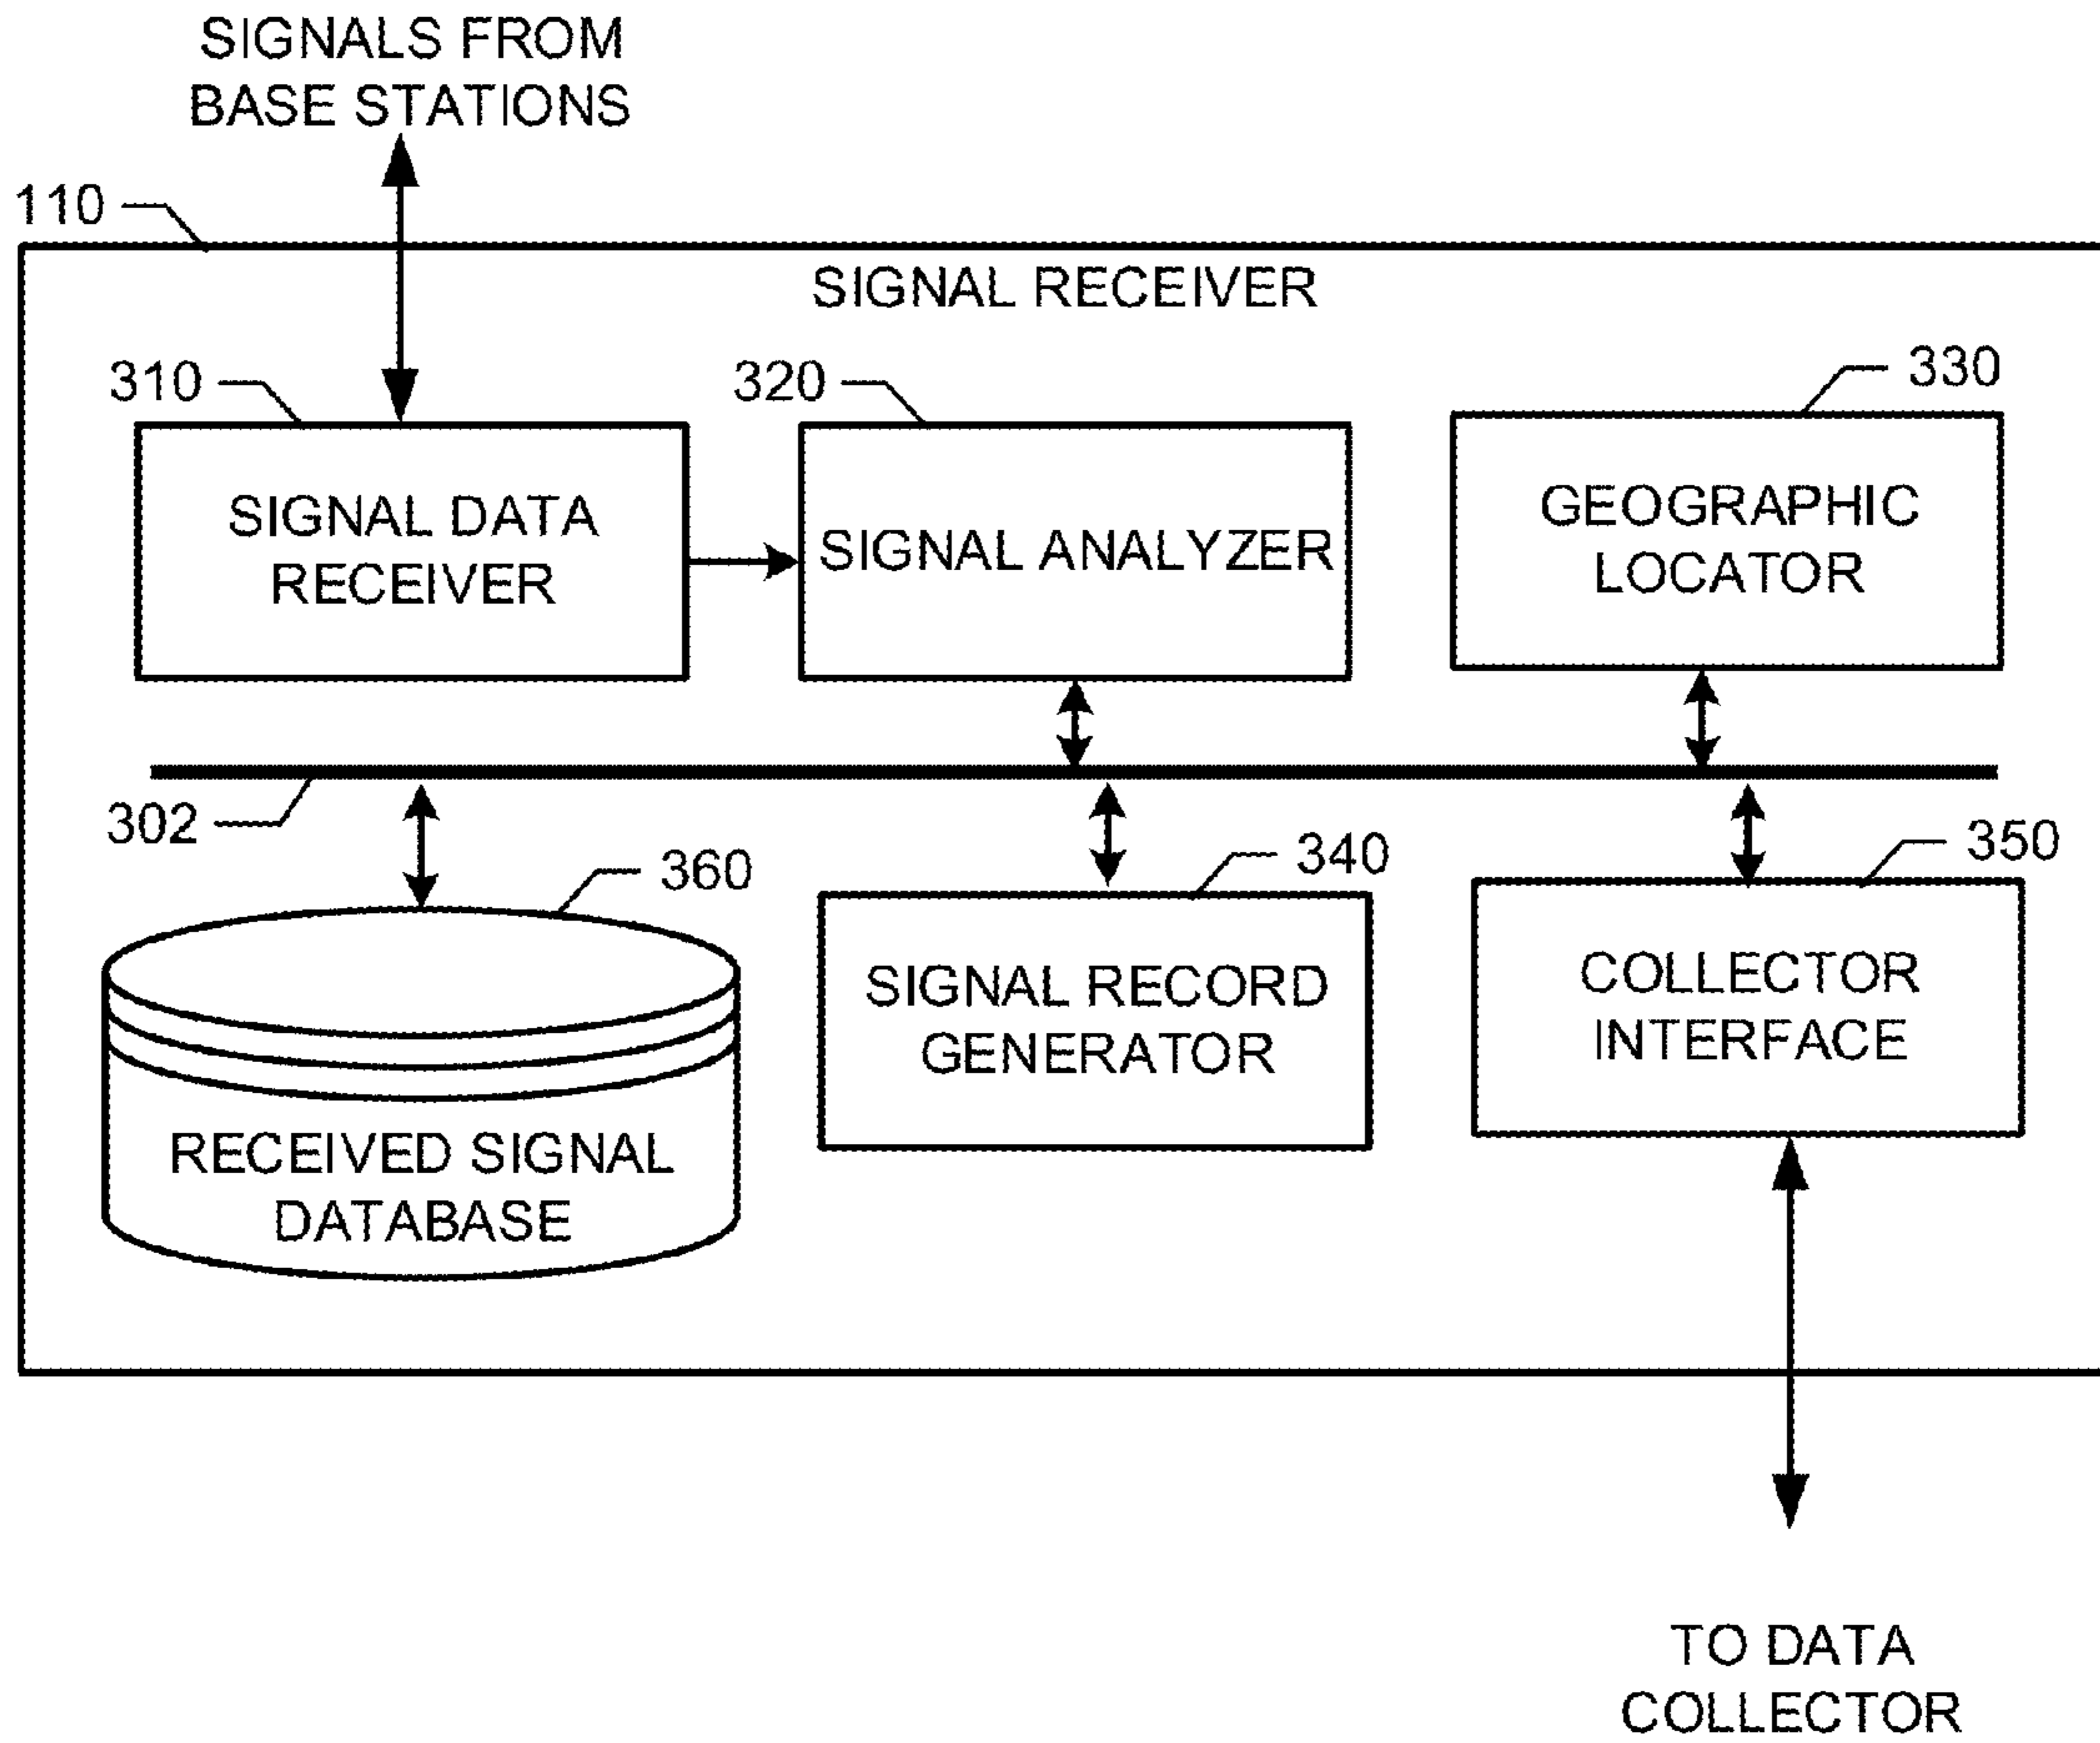 SIGNALS FROM
BASE STATIONS
110
SIGNAL RECEIVER
310
320
330
SIGNAL DATA
RECEIVER
SIGNAL ANALYZER
GEOGRAPHIC
LOCATOR
302
360
340
350
RECEIVED SIGNAL
DATABASE
SIGNAL RECORD
GENERATOR
COLLECTOR
INTERFACE
TO DATA
COLLECTOR